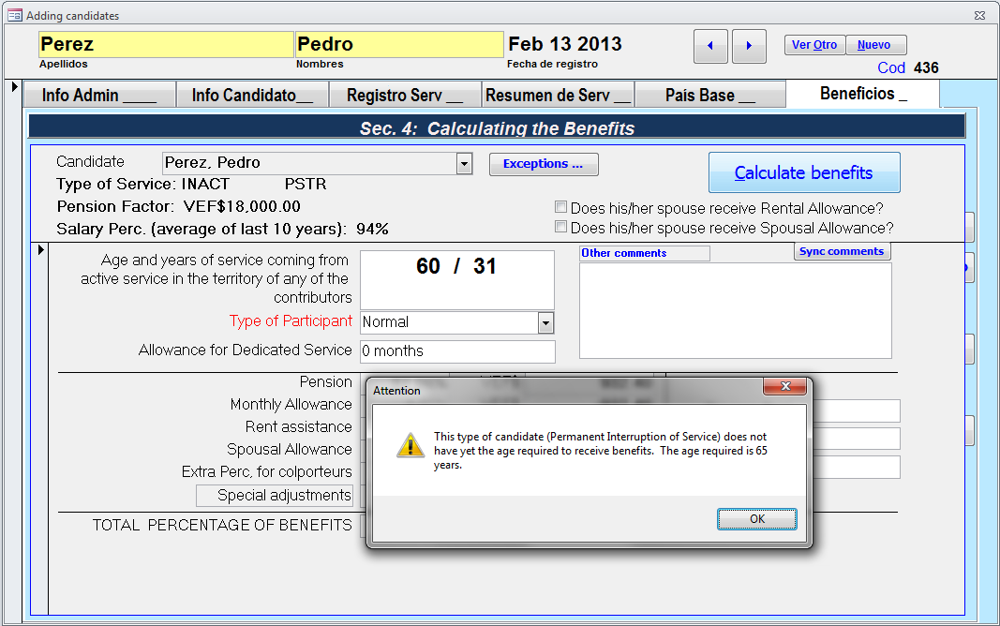 Adding candidates
Perez Pedro Feb 13 2013
Apellidos Nombres Fecha de registro
Ver Otro Nuevo
Cod 436
Info Admin ____ Info Candidato__ Registro Serv __ Resumen de Serv __ País Base __ Beneficios _
Sec. 4: Calculating the Benefits
Candidate Perez, Pedro Exceptions ... Calculate benefits
Type of Service: INACT PSTR
Pension Factor: VEF$18,000.00 Does his/her spouse receive Rental Allowance?
Salary Perc. (average of last 10 years): 94% Does his/her spouse receive Spousal Allowance?
Other comments Sync comments
Age and years of service coming from
active service in the territory of any of the
contributors
60 / 31
Type of Participant Normal
Allowance for Dedicated Service 0 months
Pension
Monthly Allowance
Rent assistance
Spousal Allowance
Extra Perc, for colporteurs
Special adjustments
TOTAL PERCENTAGE OF BENEFITS
Attention
This type of candidate (Permanent Interruption of Service) does not
have yet the age required to receive benefits. The age required is 65
years.
OK